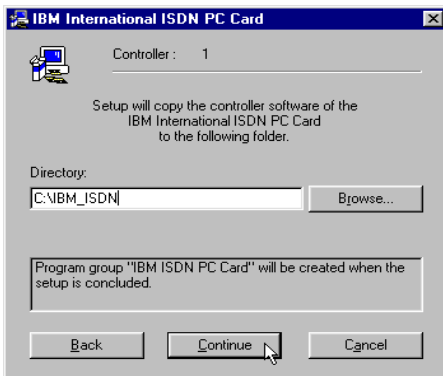 IBM International ISDN PC Card
Controller : 1
Setup will copy the controller software of the
IBM International ISDN PC Card
to the following folder.
Directory:
C:\IBM_ISDN
Browse...
Program group "IBM ISDN PC Card" will be created when the
setup is concluded.
Back Continue Cancel